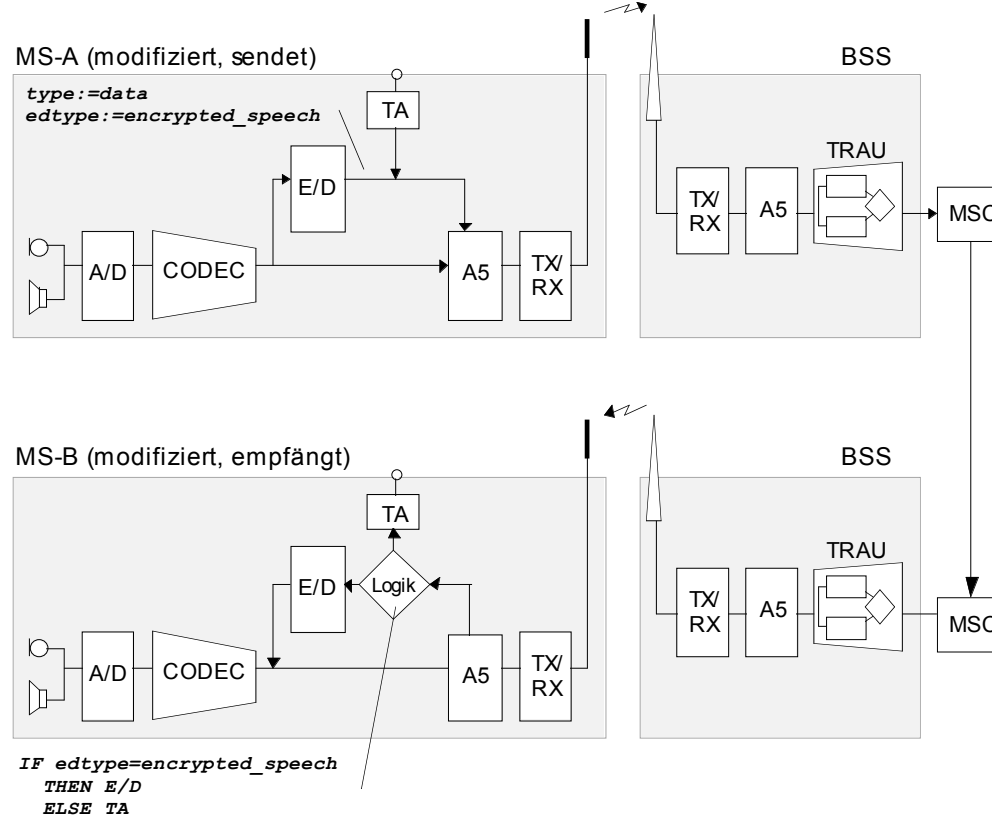 MS-A (modifiziert, sendet)
BSS
type:=data
edtype:=encrypted_speech
TA
TRAU
E/D
TX/
RX
A5
MSC
A/D
CODEC
A5
TX/
RX
MS-B (modifiziert, empfängt)
BSS
TA
TRAU
E/D
Logik
TX/
RX
A5
MSC
A/D
CODEC
A5
TX/
RX
IF edtype=encrypted_speech
THEN E/D
ELSE TA